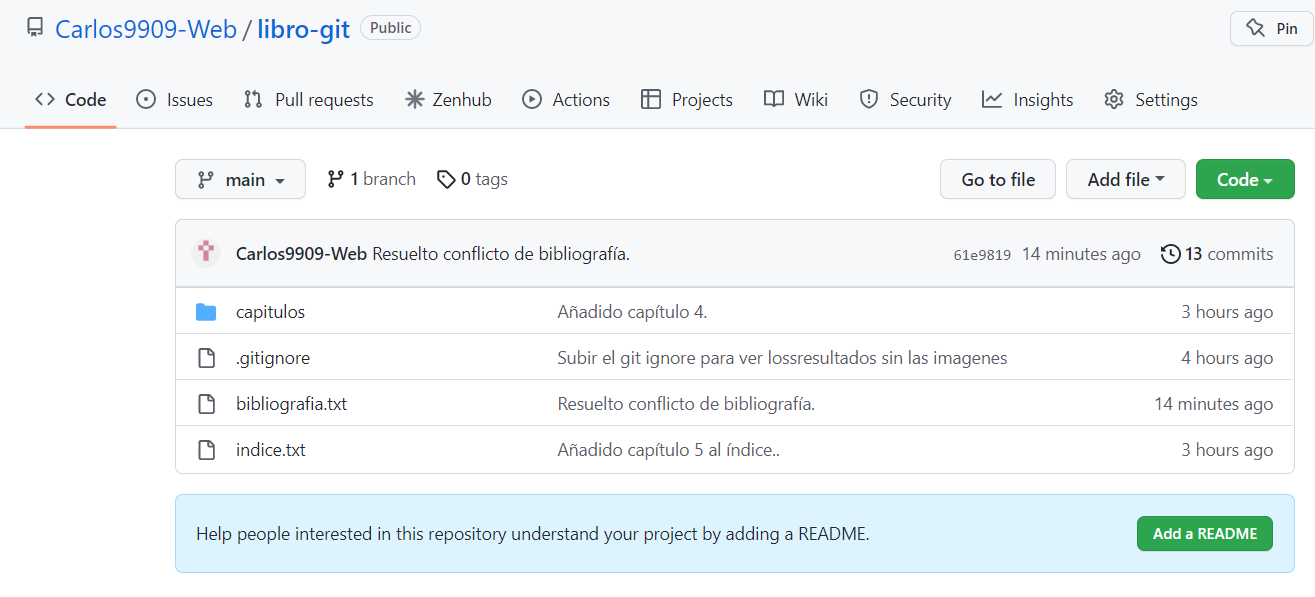 Carlos9909-Web / libro-git Public Pin
Code Issues Pull requests Zenhub Actions Projects Wiki Security Insights Settings
main 1 branch 0 tags Go to file Add file Code
Carlos9909-Web Resuelto conflicto de bibliografía. 61e9819 14 minutes ago 13 commits
capitulos Añadido capítulo 4. 3 hours ago
.gitignore Subir el git ignore para ver lossresultados sin las imagenes 4 hours ago
bibliografia.txt Resuelto conflicto de bibliografía. 14 minutes ago
indice.txt Añadido capítulo 5 al índice.. 3 hours ago
Help people interested in this repository understand your project by adding a README. Add a README